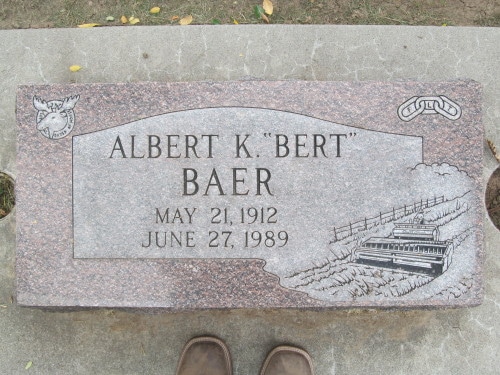 ALBERT K. "BERT"
BAER
MAY 21, 1912
JUNE 27, 1989
F L T